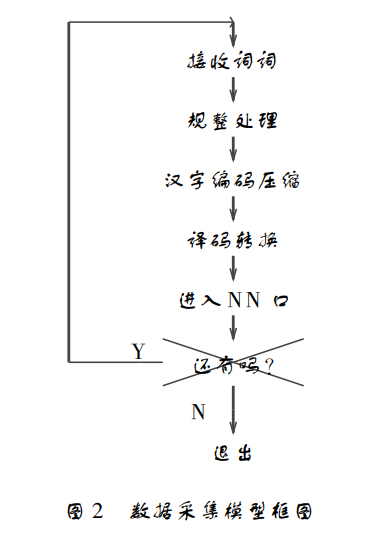 接收词词
规整处理
汉字编码压缩
译码转换
进入NN口
还有吗?
Y
N
退出
图2 数据采集模型框图